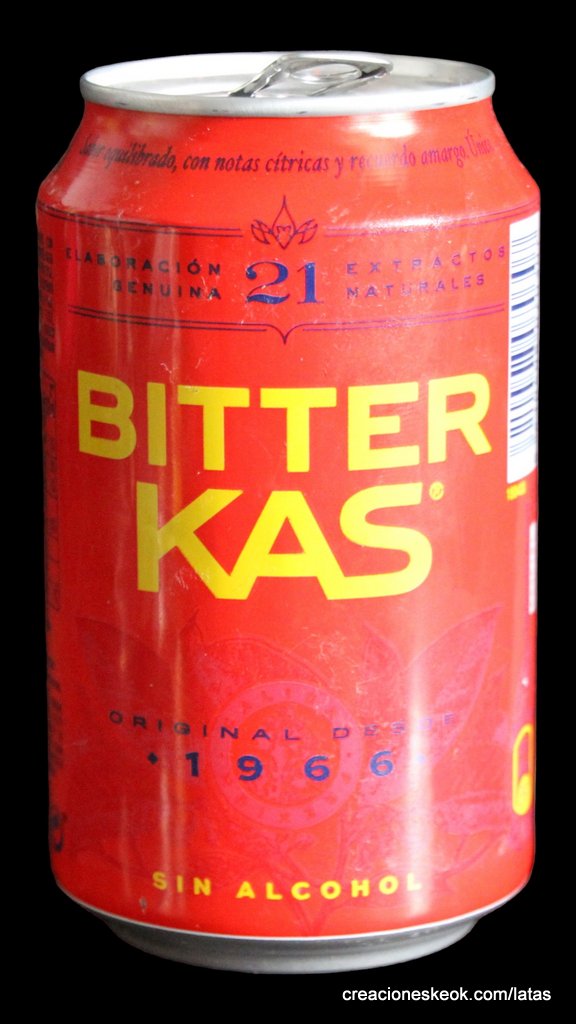 equilibrado, con notas cítricas y recuerdo amargo. Único
ELABORACIÓN GENUINA
21
EXTRACTOS NATURALES
BITTER
KAS
ORIGINAL DESDE
1966
SIN ALCOHOL
creacioneskeok.com/latas